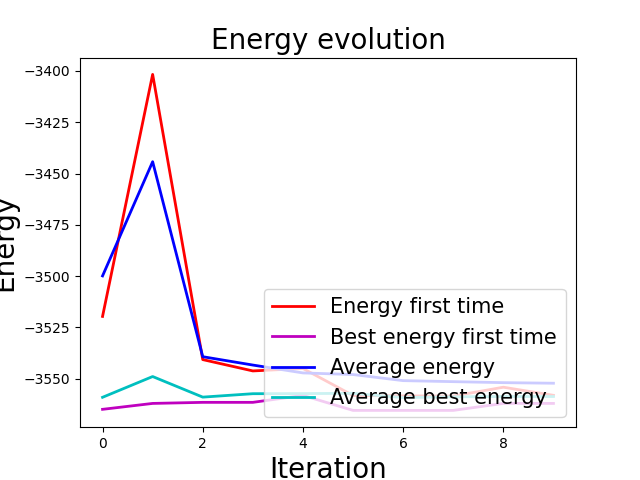 Energy evolution
−3400
−3425
−3450
−3475
−3500
−3525
−3550
Energy
Energy first time
Best energy first time
Average energy
Average best energy
0
2
4
6
8
Iteration